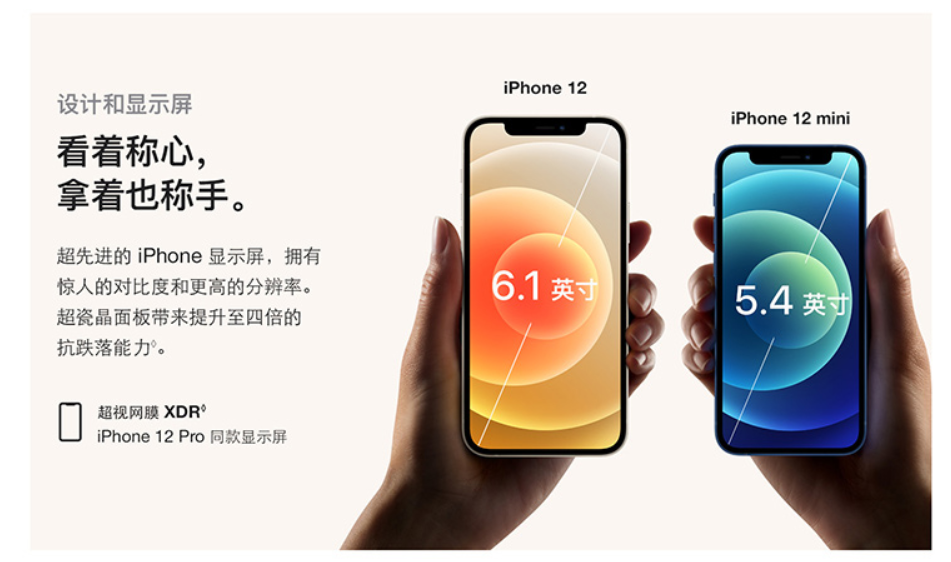 设计和显示屏
看着称心，
拿着也称手。
超先进的 iPhone 显示屏，拥有
惊人的对比度和更高的分辨率。
超瓷晶面板带来提升至四倍的
抗跌落能力◊。
超视网膜 XDR◊
iPhone 12 Pro 同款显示屏
iPhone 12
6.1 英寸
iPhone 12 mini
5.4 英寸